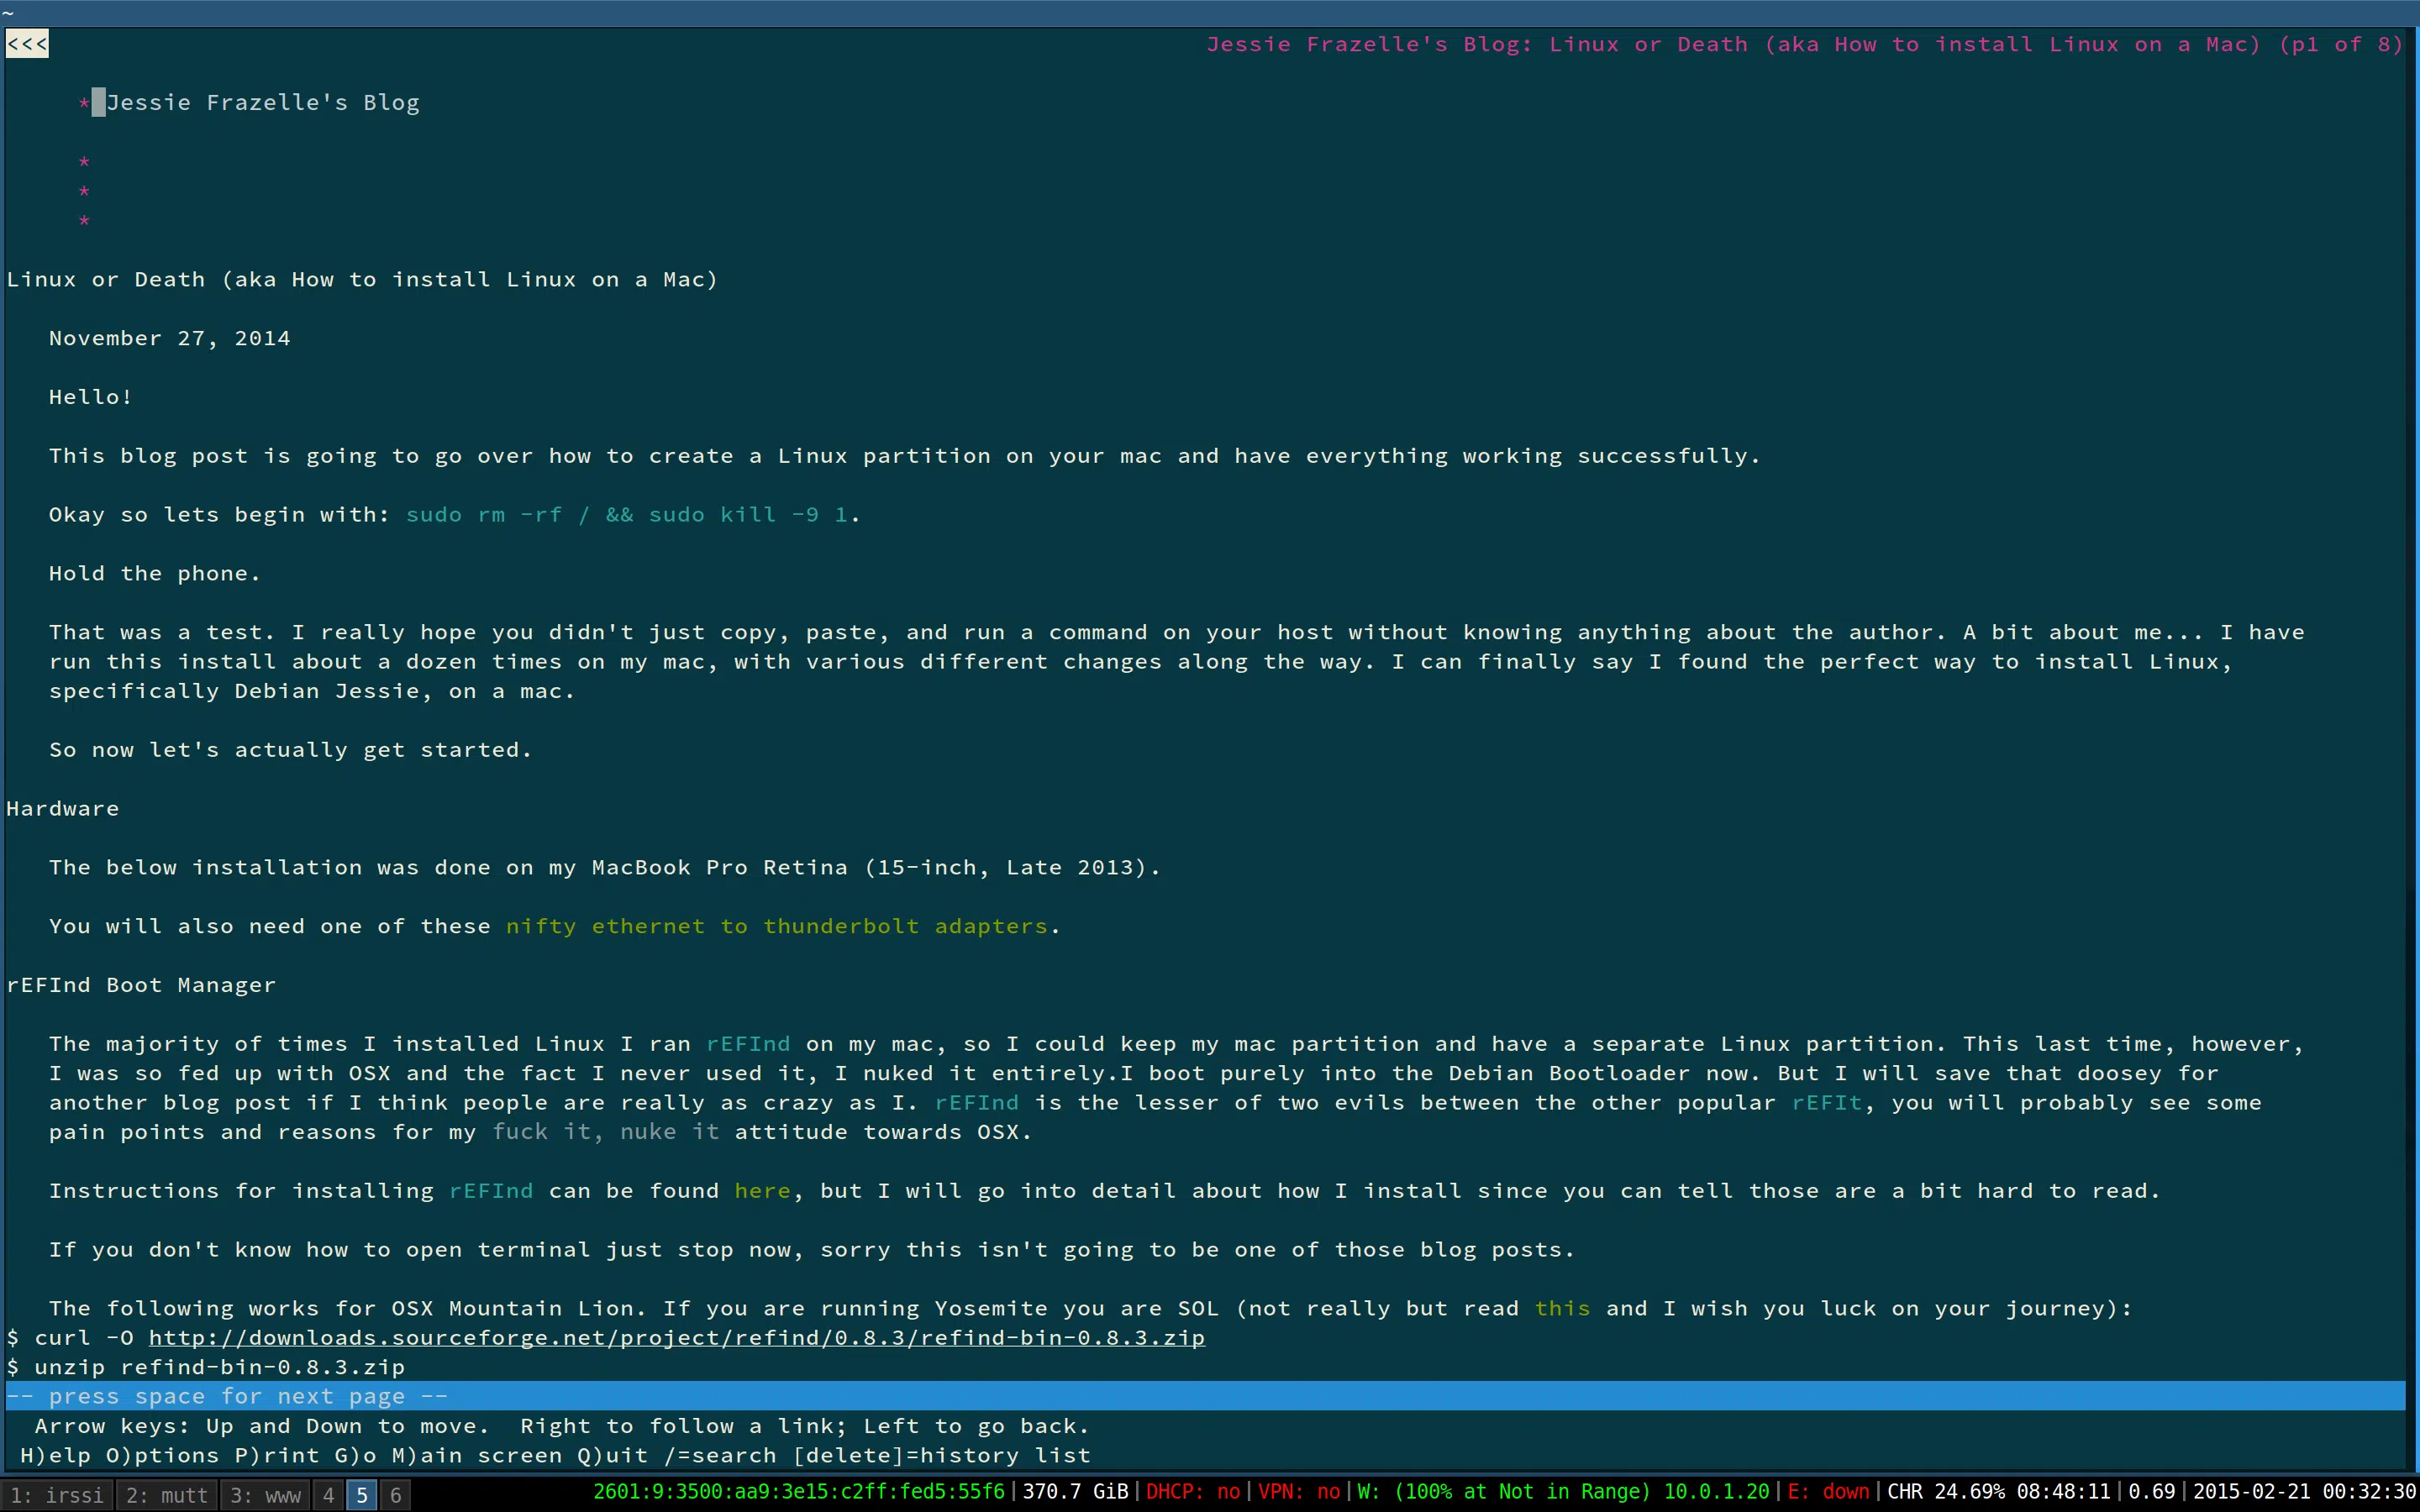 ~
<<<
Jessie Frazelle's Blog: Linux or Death (aka How to install Linux on a Mac) (p1 of 8)
* Jessie Frazelle's Blog
*
*
*
Linux or Death (aka How to install Linux on a Mac)
November 27, 2014
Hello!
This blog post is going to go over how to create a Linux partition on your mac and have everything working successfully.
Okay so lets begin with: sudo rm -rf / && sudo kill -9 1.
Hold the phone.
That was a test. I really hope you didn't just copy, paste, and run a command on your host without knowing anything about the author. A bit about me... I have
run this install about a dozen times on my mac, with various different changes along the way. I can finally say I found the perfect way to install Linux,
specifically Debian Jessie, on a mac.
So now let's actually get started.
Hardware
The below installation was done on my MacBook Pro Retina (15-inch, Late 2013).
You will also need one of these nifty ethernet to thunderbolt adapters.
rEFInd Boot Manager
The majority of times I installed Linux I ran rEFInd on my mac, so I could keep my mac partition and have a separate Linux partition. This last time, however,
I was so fed up with OSX and the fact I never used it, I nuked it entirely.I boot purely into the Debian Bootloader now. But I will save that doosey for
another blog post if I think people are really as crazy as I. rEFInd is the lesser of two evils between the other popular rEFIt, you will probably see some
pain points and reasons for my fuck it, nuke it attitude towards OSX.
Instructions for installing rEFInd can be found here, but I will go into detail about how I install since you can tell those are a bit hard to read.
If you don't know how to open terminal just stop now, sorry this isn't going to be one of those blog posts.
The following works for OSX Mountain Lion. If you are running Yosemite you are SOL (not really but read this and I wish you luck on your journey):
$ curl -O http://downloads.sourceforge.net/project/refind/0.8.3/refind-bin-0.8.3.zip
$ unzip refind-bin-0.8.3.zip
-- press space for next page --
Arrow keys: Up and Down to move.  Right to follow a link; Left to go back.
H)elp O)ptions P)rint G)o M)ain screen Q)uit /=search [delete]=history list
1: irssi 2: mutt 3: www 4 5 6 2601:9:3500:aa9:3e15:c2ff:fed5:55f6|370.7 GiB|DHCP: no|VPN: no|W: (100% at Not in Range) 10.0.1.20|E: down|CHR 24.69% 08:48:11|0.69|2015-02-21 00:32:30